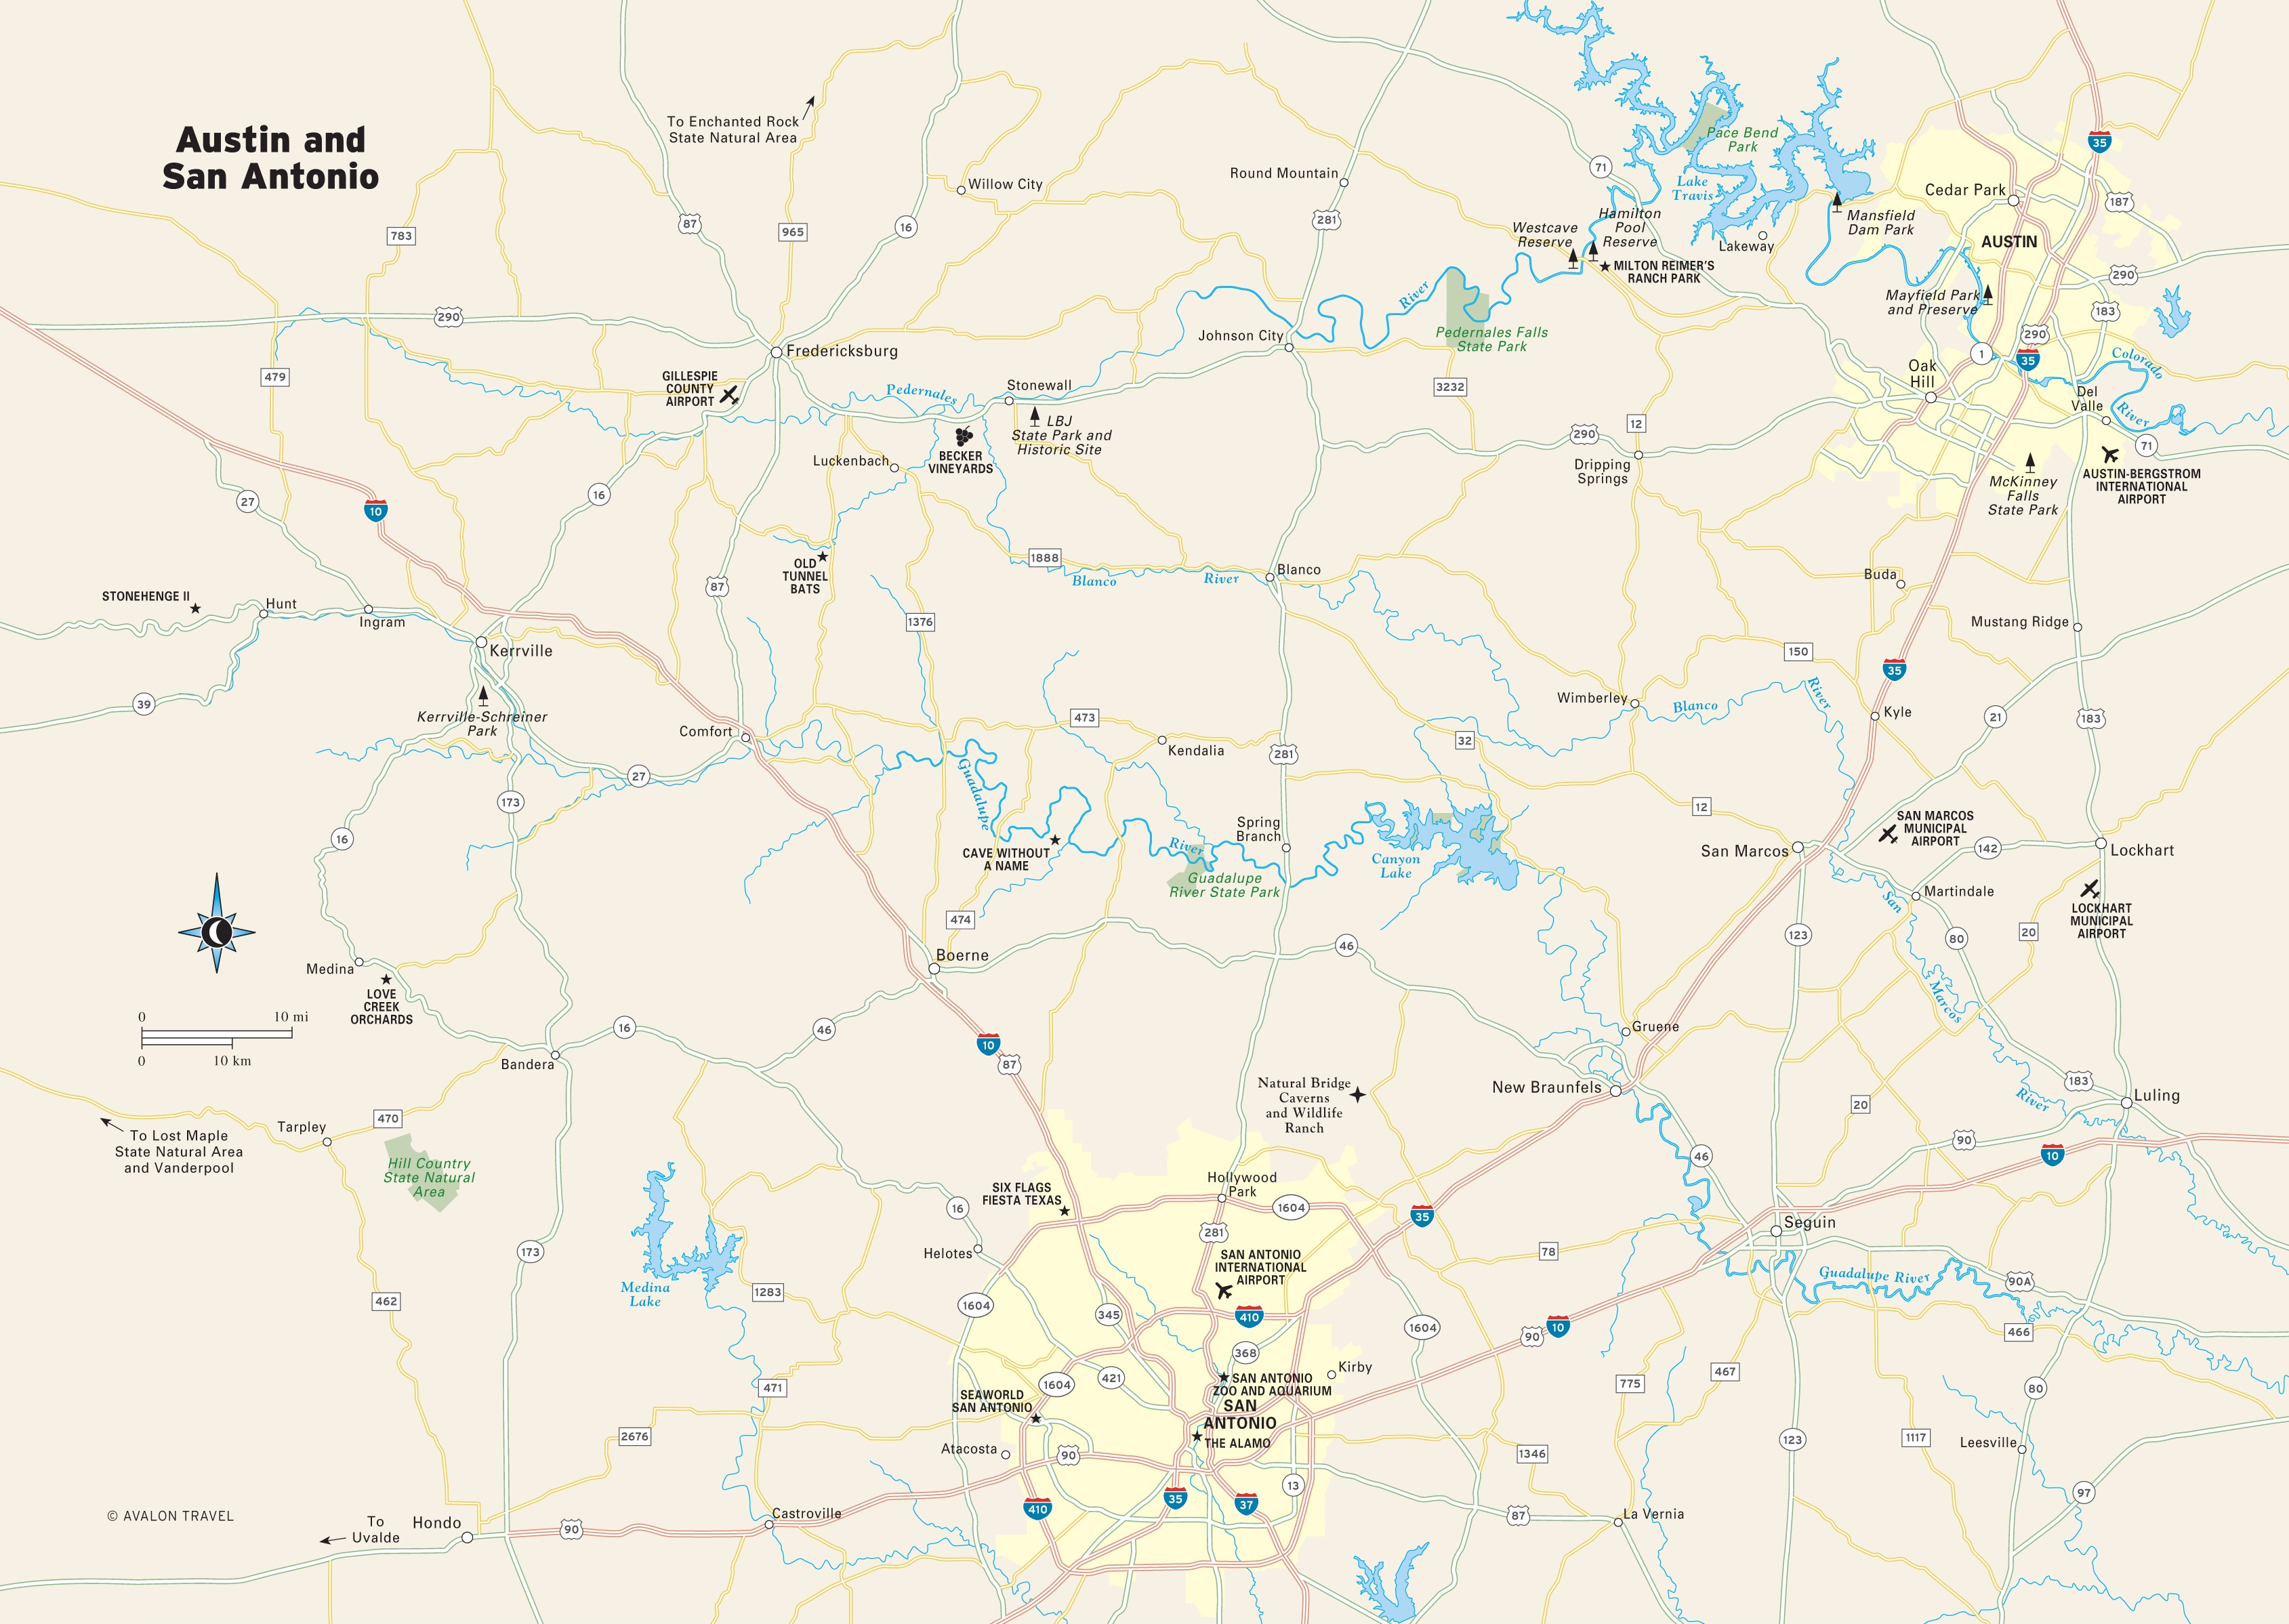 Austin and
San Antonio
To Enchanted Rock
State Natural Area
Willow City
Round Mountain
71
Pace Bend
Park
35
Lake
Travis
Cedar Park
187
783
87
965
16
281
Westcave
Reserve
Hamilton
Pool
Reserve
MILTON REIMER'S
RANCH PARK
Lakeway
Mansfield
Dam Park
AUSTIN
290
Mayfield Park
and Preserve
183
290
290
River
Pedernales Falls
State Park
Johnson City
Fredericksburg
1
35
Colorado
River
Oak
Hill
Del
Valle
479
GILLESPIE
COUNTY
AIRPORT
Pedernales
Stonewall
LBJ
State Park and
Historic Site
3232
12
290
71
BECKER
VINEYARDS
Luckenbach
Dripping
Springs
McKinney
Falls
State Park
AUSTIN-BERGSTROM
INTERNATIONAL
AIRPORT
27
10
16
OLD
TUNNEL
BATS
1888
Blanco
River
Blanco
Buda
87
STONEHENGE II
Hunt
Ingram
1376
Mustang Ridge
Kerrville
150
35
39
Kerrville-Schreiner
Park
Wimberley
Blanco
River
Kyle
21
183
Comfort
473
Kendalia
281
32
27
173
Guadalupe
River
12
16
CAVE WITHOUT
A NAME
Spring
Branch
Canyon
Lake
Guadalupe
River State Park
San Marcos
SAN MARCOS
MUNICIPAL
AIRPORT
142
Lockhart
Martindale
San
Marcos
River
LOCKHART
MUNICIPAL
AIRPORT
474
46
123
80
20
Boerne
Medina
LOVE
CREEK
ORCHARDS
0
10 mi
0
10 km
16
46
10
87
Gruene
Bandera
Natural Bridge
Caverns
and Wildlife
Ranch
New Braunfels
183
Luling
20
470
Tarpley
To Lost Maple
State Natural Area
and Vanderpool
Hill Country
State Natural
Area
90
10
46
SIX FLAGS
FIESTA TEXAS
Hollywood
Park
1604
35
16
281
Seguin
Helotes
173
78
SAN ANTONIO
INTERNATIONAL
AIRPORT
Medina
Lake
1283
Guadalupe River
90A
462
1604
345
410
1604
90
10
466
368
Kirby
471
1604
421
SAN ANTONIO
ZOO AND AQUARIUM
775
467
80
SEAWORLD
SAN ANTONIO
SAN
ANTONIO
THE ALAMO
2676
Atacosta
90
1346
123
1117
Leesville
13
97
410
35
37
87
La Vernia
© AVALON TRAVEL
To
Uvalde
Hondo
90
Castroville